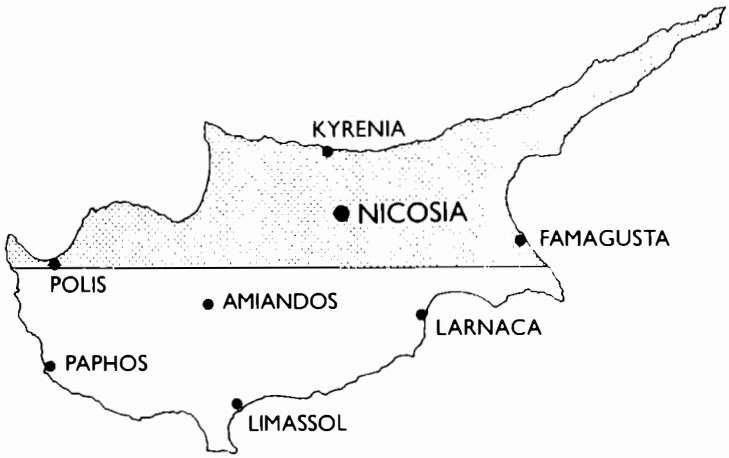 KYRENIA
NICOSIA
FAMAGUSTA
POLIS
AMIANDOS
LARNACA
PAPHOS
LIMASSOL